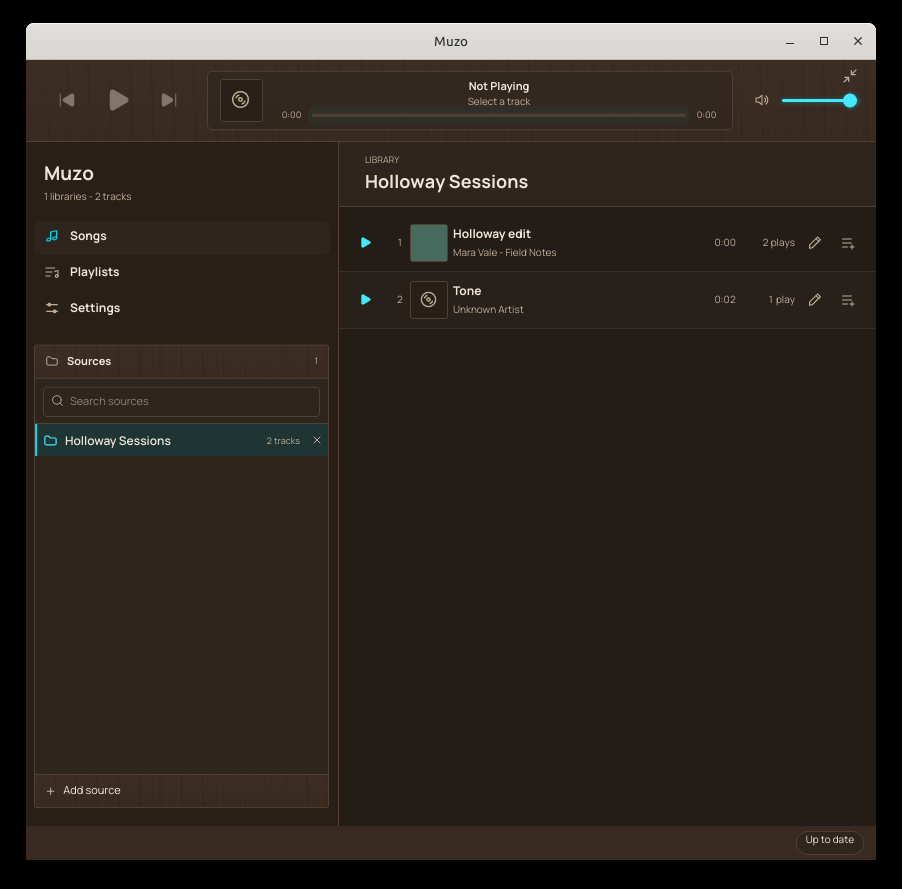 Muzo
Not Playing
Select a track
0:00
0:00
Muzo
1 libraries - 2 tracks
Songs
Playlists
Settings
Sources
1
Search sources
Holloway Sessions
2 tracks
Add source
LIBRARY
Holloway Sessions
1
Holloway edit
Mara Vale - Field Notes
0:00
2 plays
2
Tone
Unknown Artist
0:02
1 play
Up to date